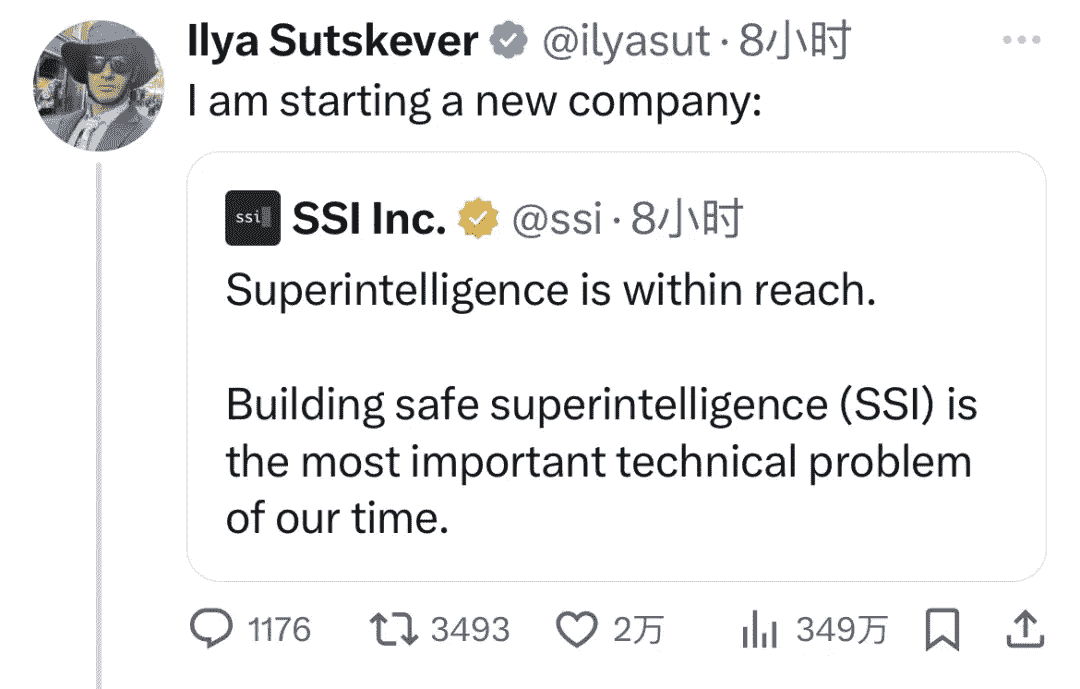 Ilya Sutskever @ilyasut · 8小时
I am starting a new company:
ssi SSI Inc. @ssi · 8小时
Superintelligence is within reach.
Building safe superintelligence (SSI) is
the most important technical problem
of our time.
1176 3493 2万 349万